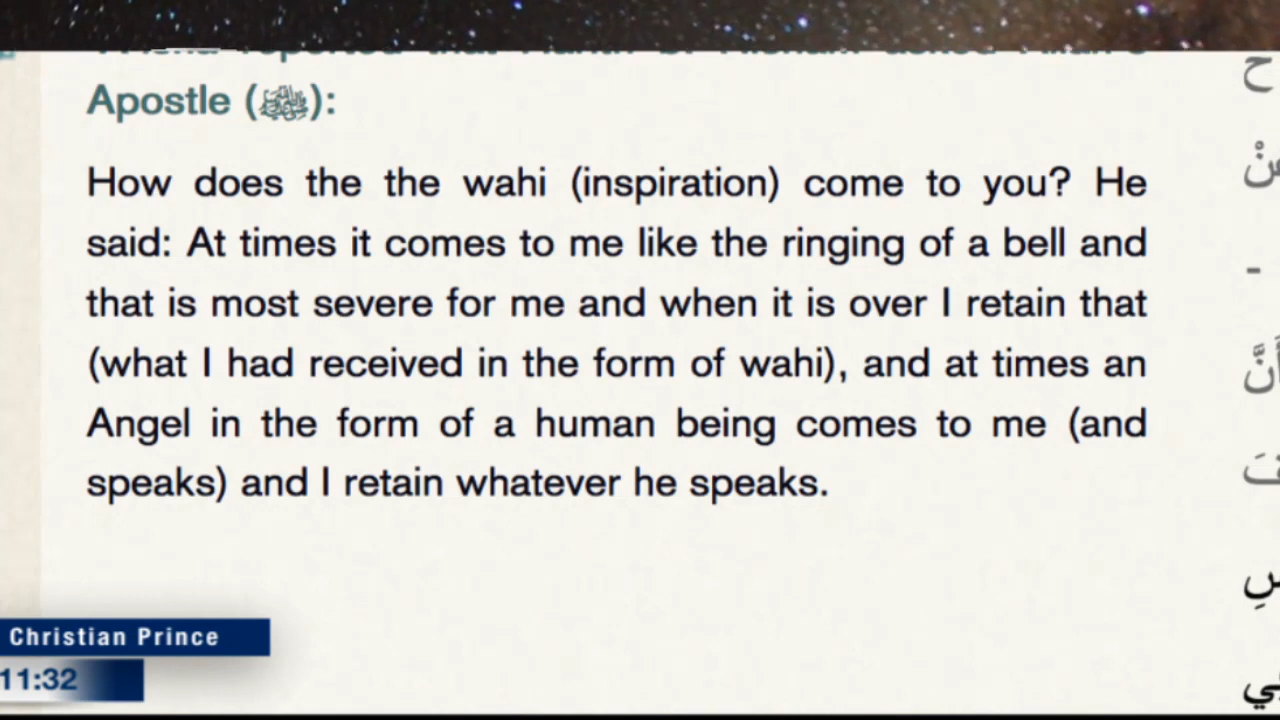 Apostle (ﷺ):
How does the the wahi (inspiration) come to you? He
said: At times it comes to me like the ringing of a bell and
that is most severe for me and when it is over I retain that
(what I had received in the form of wahi), and at times an
Angel in the form of a human being comes to me (and
speaks) and I retain whatever he speaks.
Christian Prince
11:32